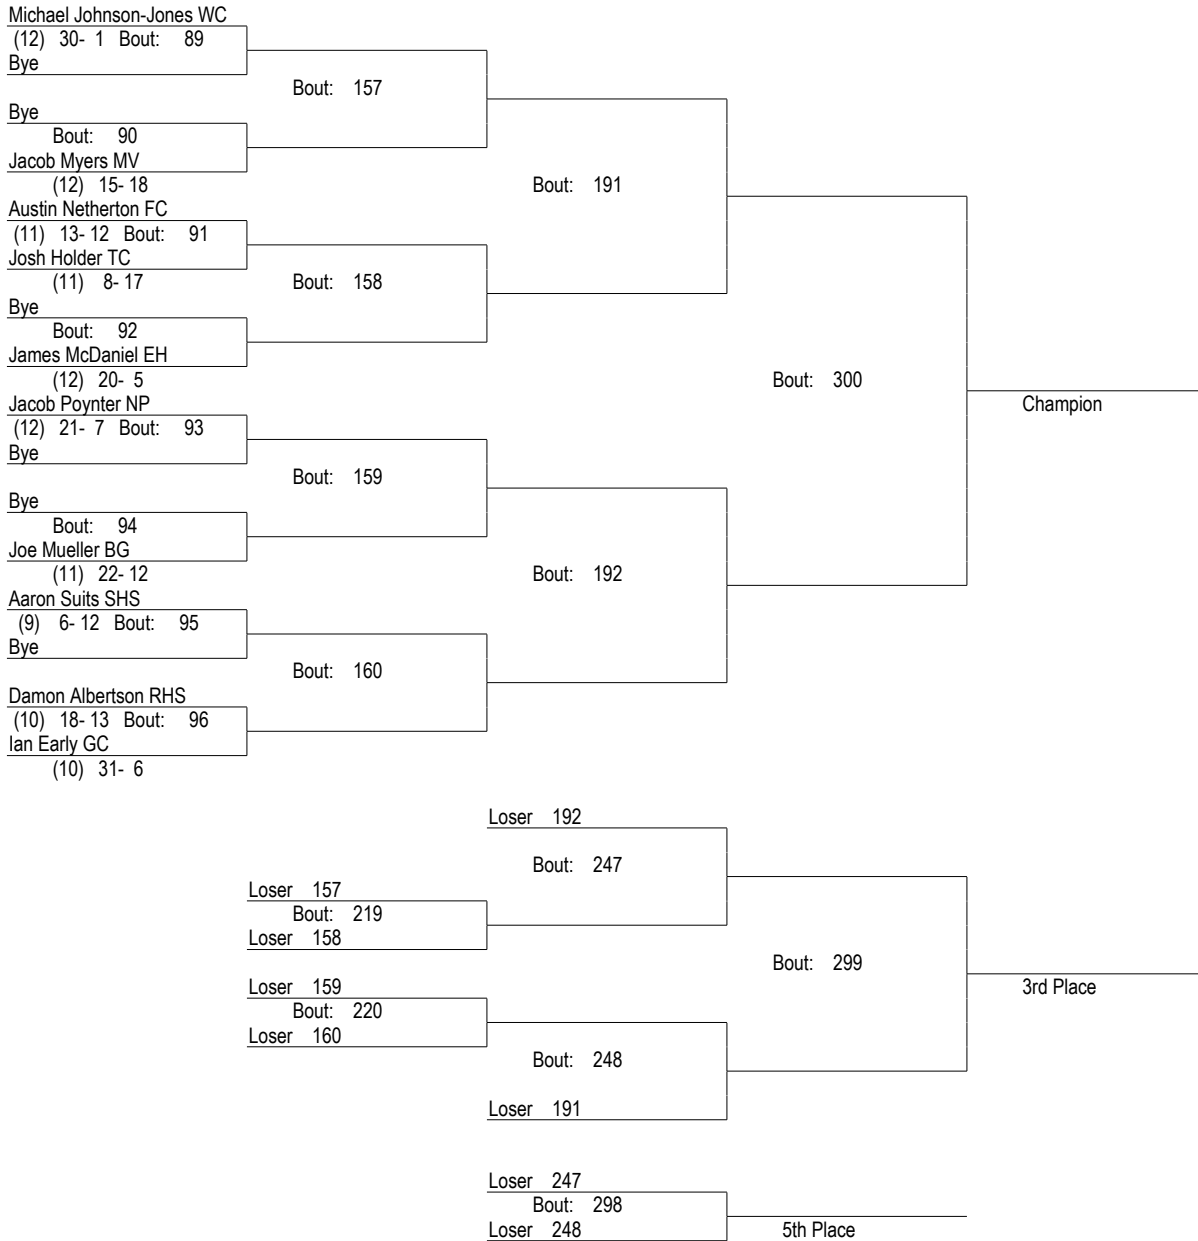 Michael Johnson-Jones WC
(12) 30- 1 Bout: 89
Bye
Bout: 157
Bye
Bout: 90
Jacob Myers MV
(12) 15- 18
Bout: 191
Austin Netherton FC
(11) 13- 12 Bout: 91
Josh Holder TC
(11) 8- 17
Bout: 158
Bye
Bout: 92
James McDaniel EH
(12) 20- 5
Bout: 300
Jacob Poynter NP
Champion
(12) 21- 7 Bout: 93
Bye
Bout: 159
Bye
Bout: 94
Joe Mueller BG
(11) 22- 12
Bout: 192
Aaron Suits SHS
(9) 6- 12 Bout: 95
Bye
Bout: 160
Damon Albertson RHS
(10) 18- 13 Bout: 96
Ian Early GC
(10) 31- 6
Loser 192
Bout: 247
Loser 157
Bout: 219
Loser 158
Bout: 299
Loser 159
3rd Place
Bout: 220
Loser 160
Bout: 248
Loser 191
Loser 247
Bout: 298
Loser 248
5th Place